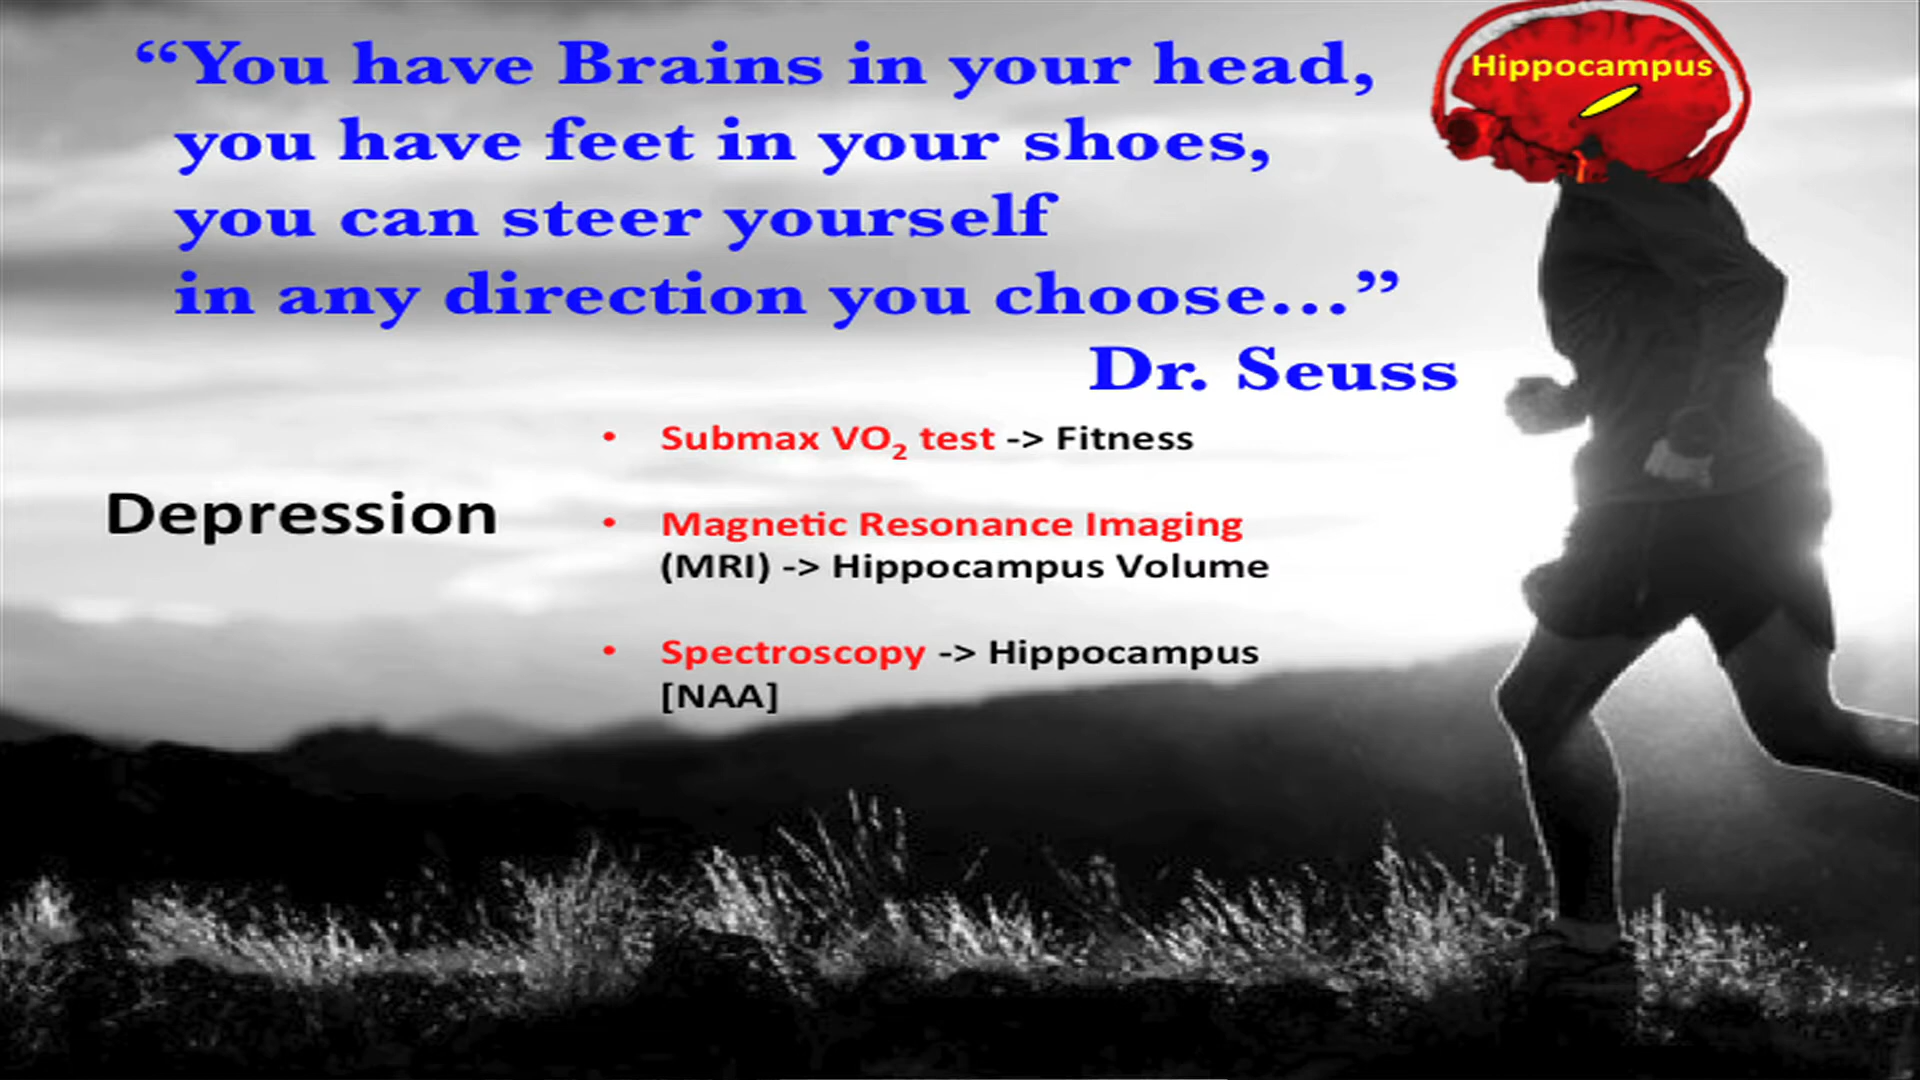 “You have Brains in your head,
you have feet in your shoes,
you can steer yourself
in any direction you choose...”
Dr. Seuss
Hippocampus
Depression
• Submax VO₂ test -> Fitness
• Magnetic Resonance Imaging
(MRI) -> Hippocampus Volume
• Spectroscopy -> Hippocampus
[NAA]